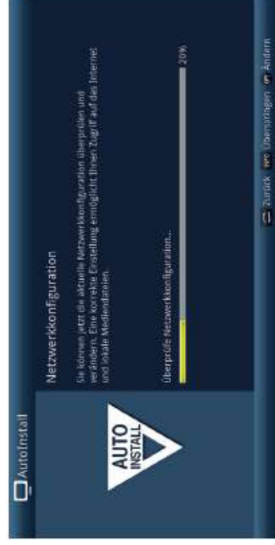 AutoInstall
Netzwerkkonfiguration
Sie können jetzt die aktuelle Netzwerkkonfiguration überprüfen und
verändern. Eine korrekte Einstellung ermöglicht Ihnen Zugriff auf das Internet
und lokale Mediendateien.
AUTO
INSTALL
Überprüfe Netzwerkkonfiguration...
20%
Zurück Überspringen Ändern